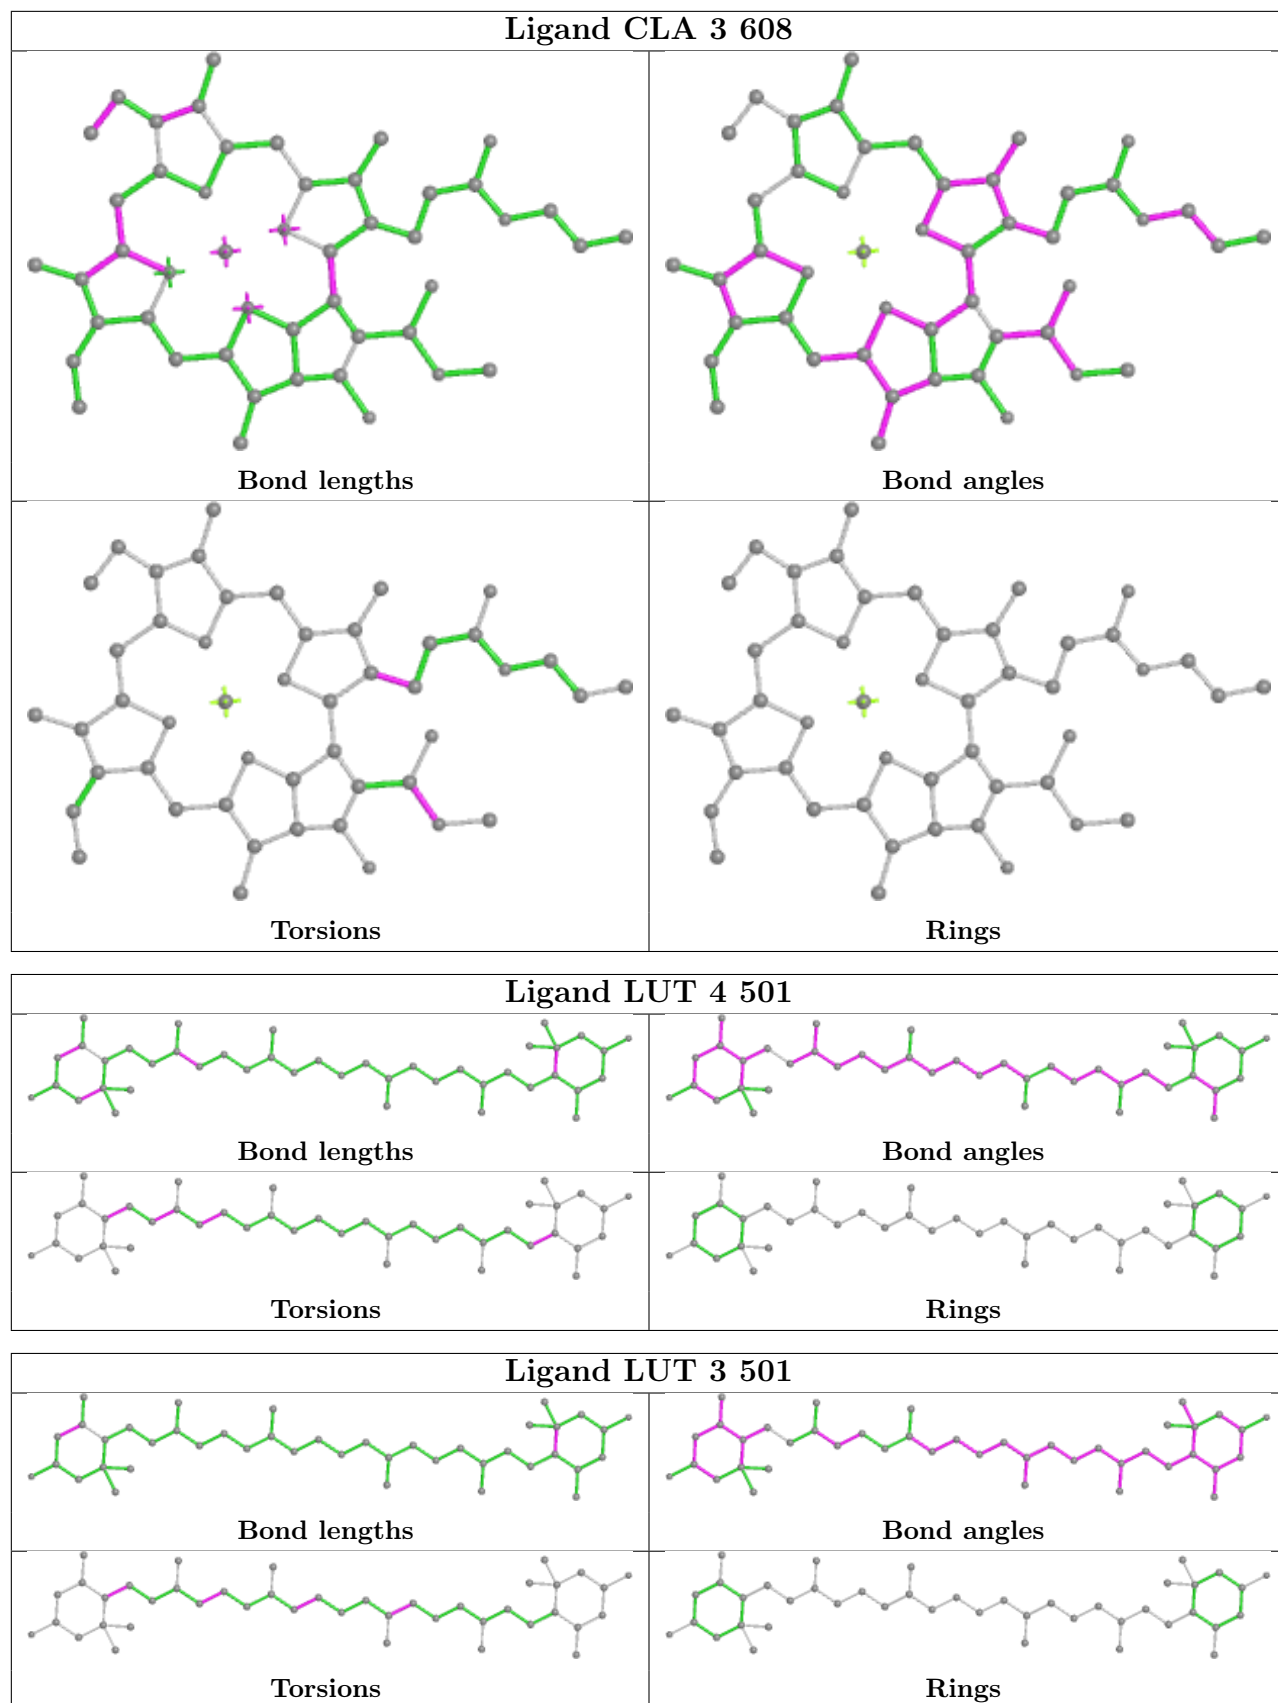 Ligand CLA 3 608
Bond lengths
Bond angles
Torsions
Rings
Ligand LUT 4 501
Bond lengths
Bond angles
Torsions
Rings
Ligand LUT 3 501
Bond lengths
Bond angles
Torsions
Rings